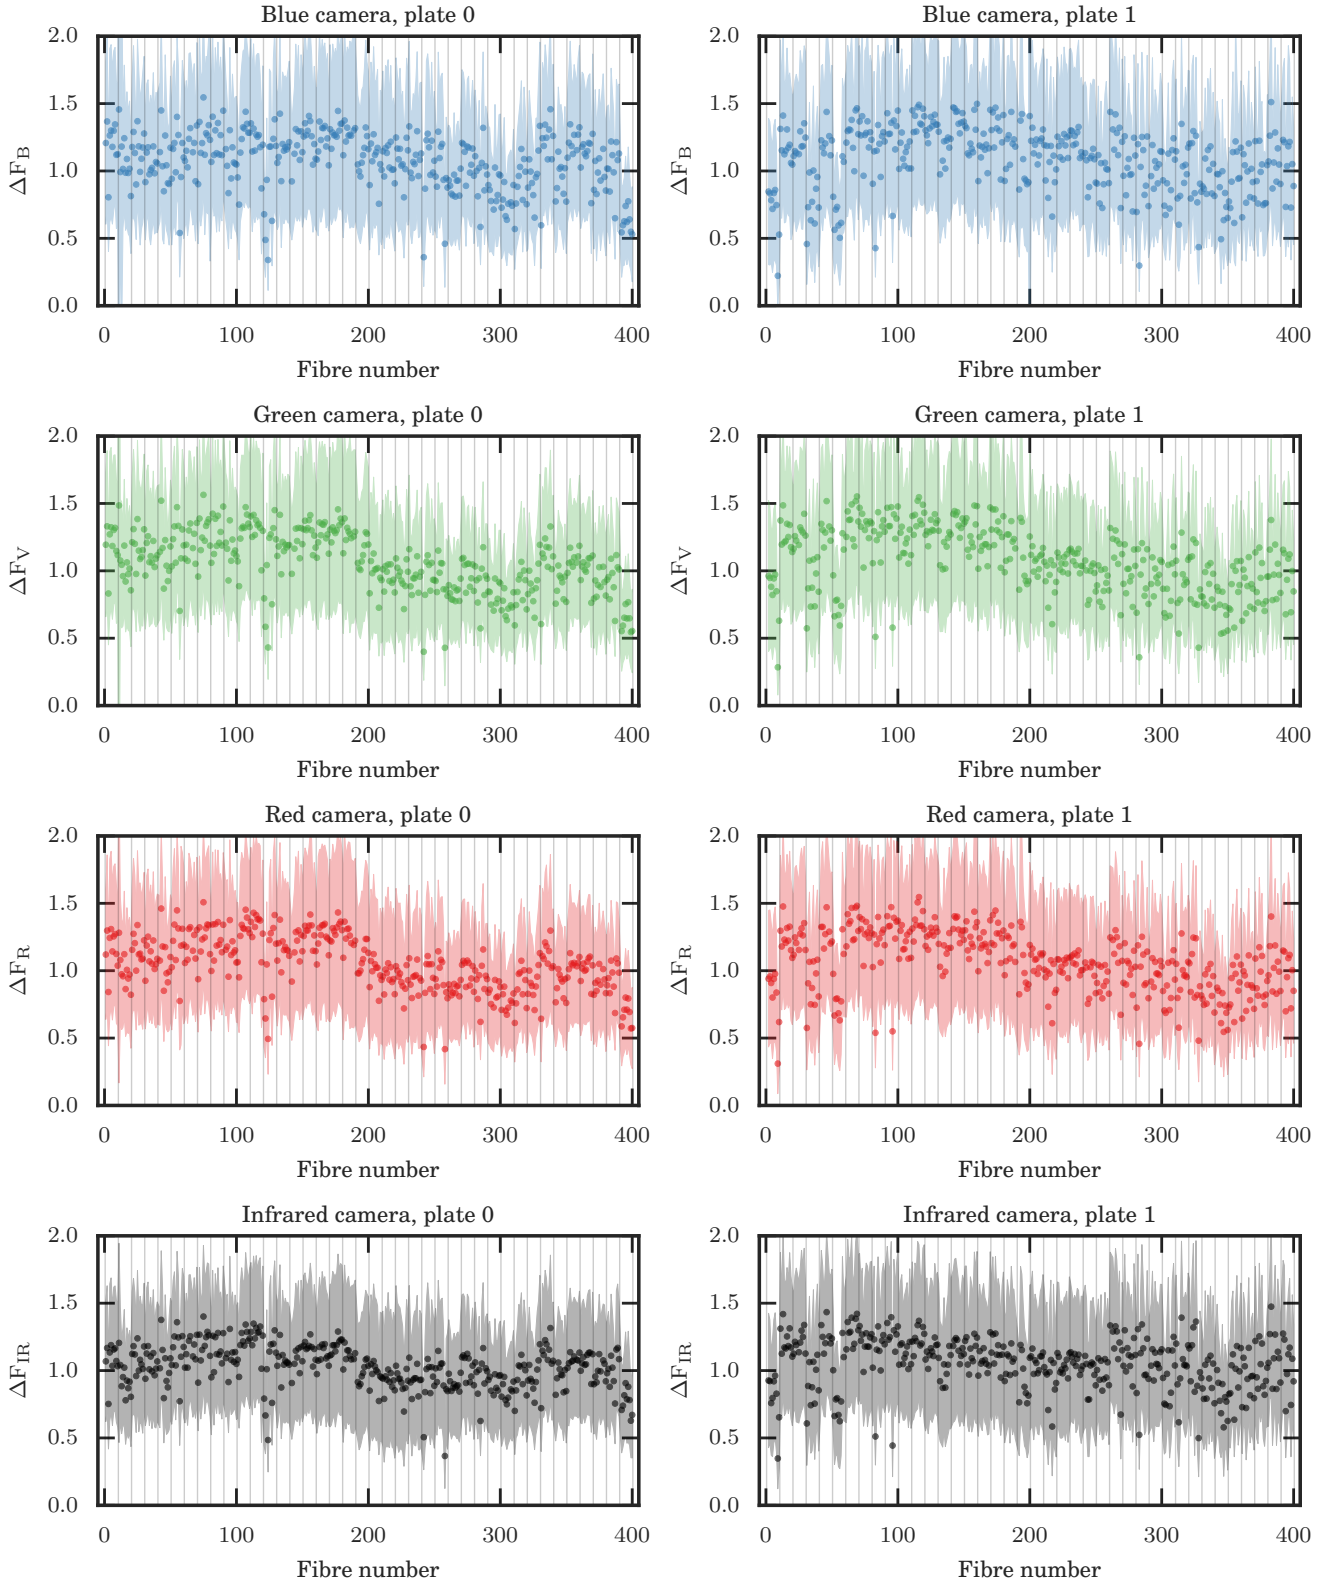 Blue camera, plate 0
2.0
1.5
1.0
0.5
0.0
ΔF_B
0 100 200 300 400
Fibre number
Blue camera, plate 1
2.0
1.5
1.0
0.5
0.0
ΔF_B
0 100 200 300 400
Fibre number
Green camera, plate 0
2.0
1.5
1.0
0.5
0.0
ΔF_V
0 100 200 300 400
Fibre number
Green camera, plate 1
2.0
1.5
1.0
0.5
0.0
ΔF_V
0 100 200 300 400
Fibre number
Red camera, plate 0
2.0
1.5
1.0
0.5
0.0
ΔF_R
0 100 200 300 400
Fibre number
Red camera, plate 1
2.0
1.5
1.0
0.5
0.0
ΔF_R
0 100 200 300 400
Fibre number
Infrared camera, plate 0
2.0
1.5
1.0
0.5
0.0
ΔF_IR
0 100 200 300 400
Fibre number
Infrared camera, plate 1
2.0
1.5
1.0
0.5
0.0
ΔF_IR
0 100 200 300 400
Fibre number